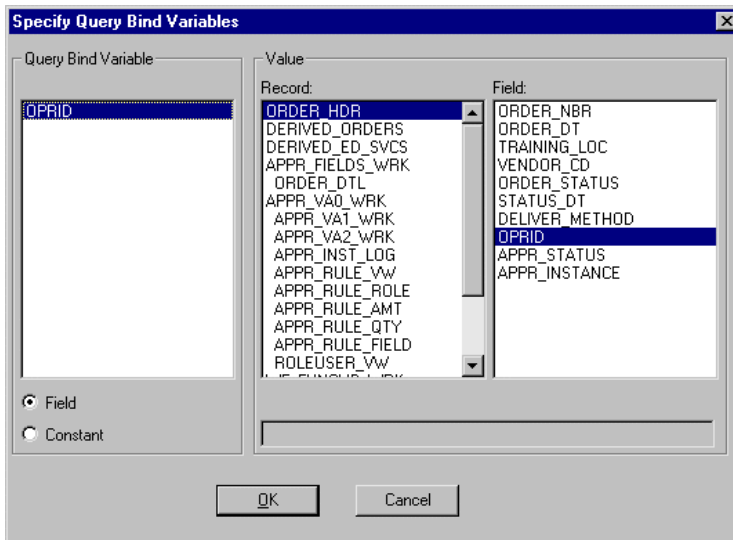 Specify Query Bind Variables
Query Bind Variable
OPRID
Field
Constant
Value
Record:
ORDER_HDR
DERIVED_ORDERS
DERIVED_ED_SVCS
APPR_FIELDS_WRK
ORDER_DTL
APPR_VA0_WRK
APPR_VA1_WRK
APPR_VA2_WRK
APPR_INST_LOG
APPR_RULE_VW
APPR_RULE_ROLE
APPR_RULE_AMT
APPR_RULE_QTY
APPR_RULE_FIELD
ROLEUSER_VW
Field:
ORDER_NBR
ORDER_DT
TRAINING_LOC
VENDOR_CD
ORDER_STATUS
STATUS_DT
DELIVER_METHOD
OPRID
APPR_STATUS
APPR_INSTANCE
OK
Cancel